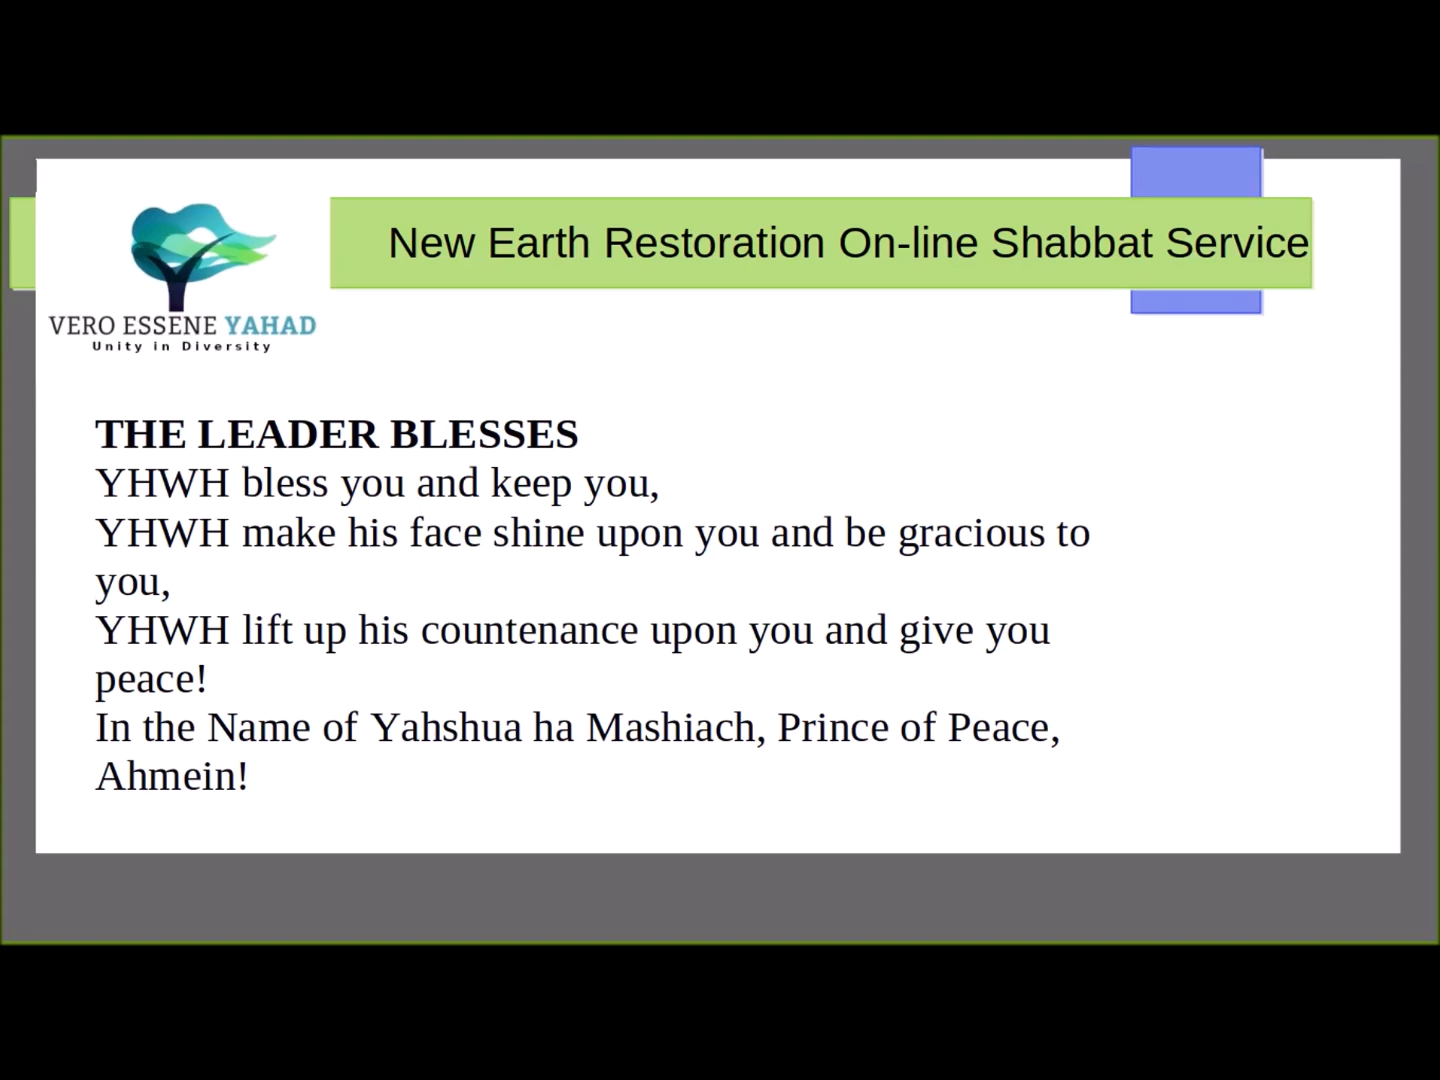 New Earth Restoration On-line Shabbat Service
VERO ESSENE YAHAD
Unity in Diversity
THE LEADER BLESSES
YHWH bless you and keep you,
YHWH make his face shine upon you and be gracious to
you,
YHWH lift up his countenance upon you and give you
peace!
In the Name of Yahshua ha Mashiach, Prince of Peace,
Ahmein!